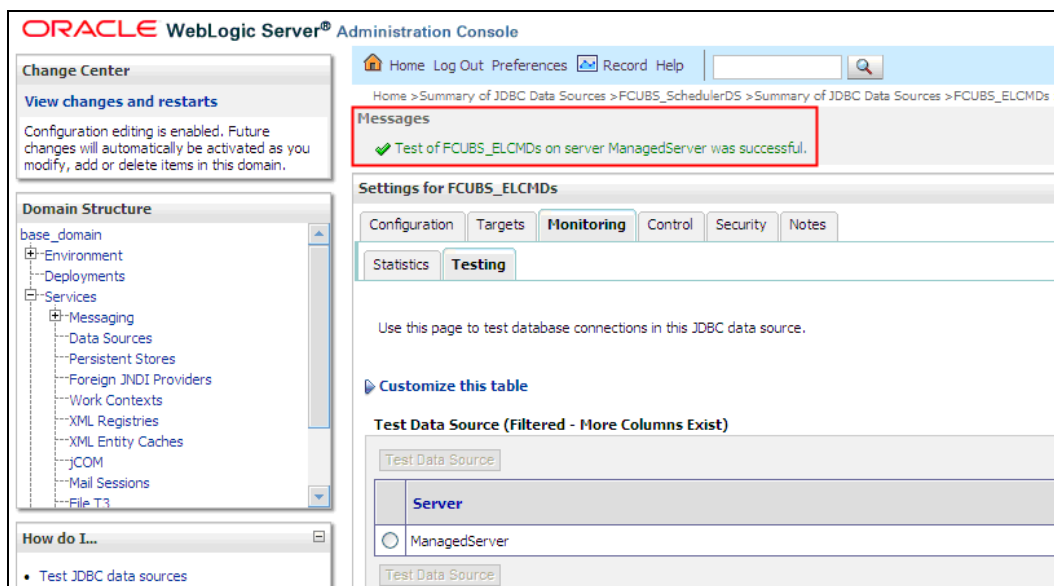 ORACLE WebLogic Server® Administration Console
Change Center
View changes and restarts
Configuration editing is enabled. Future
changes will automatically be activated as you
modify, add or delete items in this domain.
Domain Structure
base_domain
Environment
Deployments
Services
Messaging
Data Sources
Persistent Stores
Foreign JNDI Providers
Work Contexts
XML Registries
XML Entity Caches
jCOM
Mail Sessions
File T3
How do I...
Test JDBC data sources
Home Log Out Preferences Record Help
Home >Summary of JDBC Data Sources >FCUBS_SchedulerDS >Summary of JDBC Data Sources >FCUBS_ELCMDs
Messages
Test of FCUBS_ELCMDs on server ManagedServer was successful.
Settings for FCUBS_ELCMDs
Configuration Targets Monitoring Control Security Notes
Statistics Testing
Use this page to test database connections in this JDBC data source.
Customize this table
Test Data Source (Filtered - More Columns Exist)
Test Data Source
Server
ManagedServer
Test Data Source